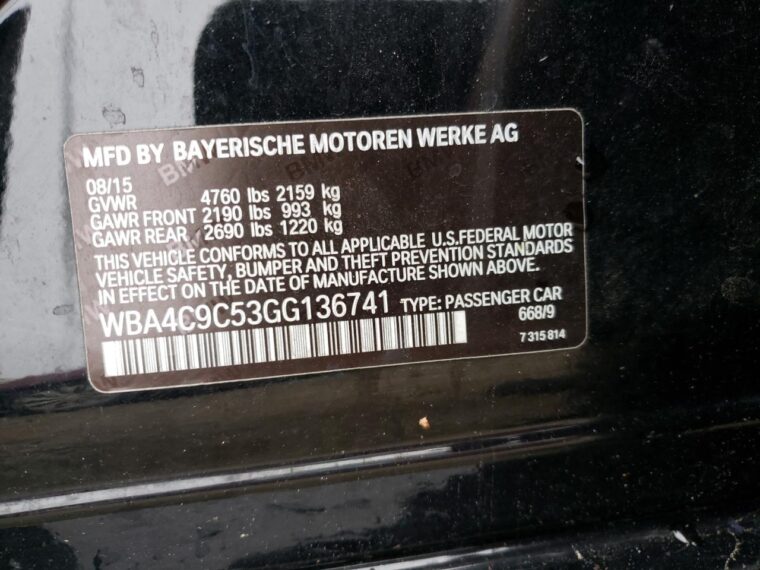 MFD BY BAYERISCHE MOTOREN WERKE AG
08/15
GVWR 4760 lbs 2159 kg
GAWR FRONT 2190 lbs 993 kg
GAWR REAR 2690 lbs 1220 kg
THIS VEHICLE CONFORMS TO ALL APPLICABLE U.S.FEDERAL MOTOR
VEHICLE SAFETY, BUMPER AND THEFT PREVENTION STANDARDS
IN EFFECT ON THE DATE OF MANUFACTURE SHOWN ABOVE.
WBA4C9C53GG136741 TYPE: PASSENGER CAR
668/9
7 315 814